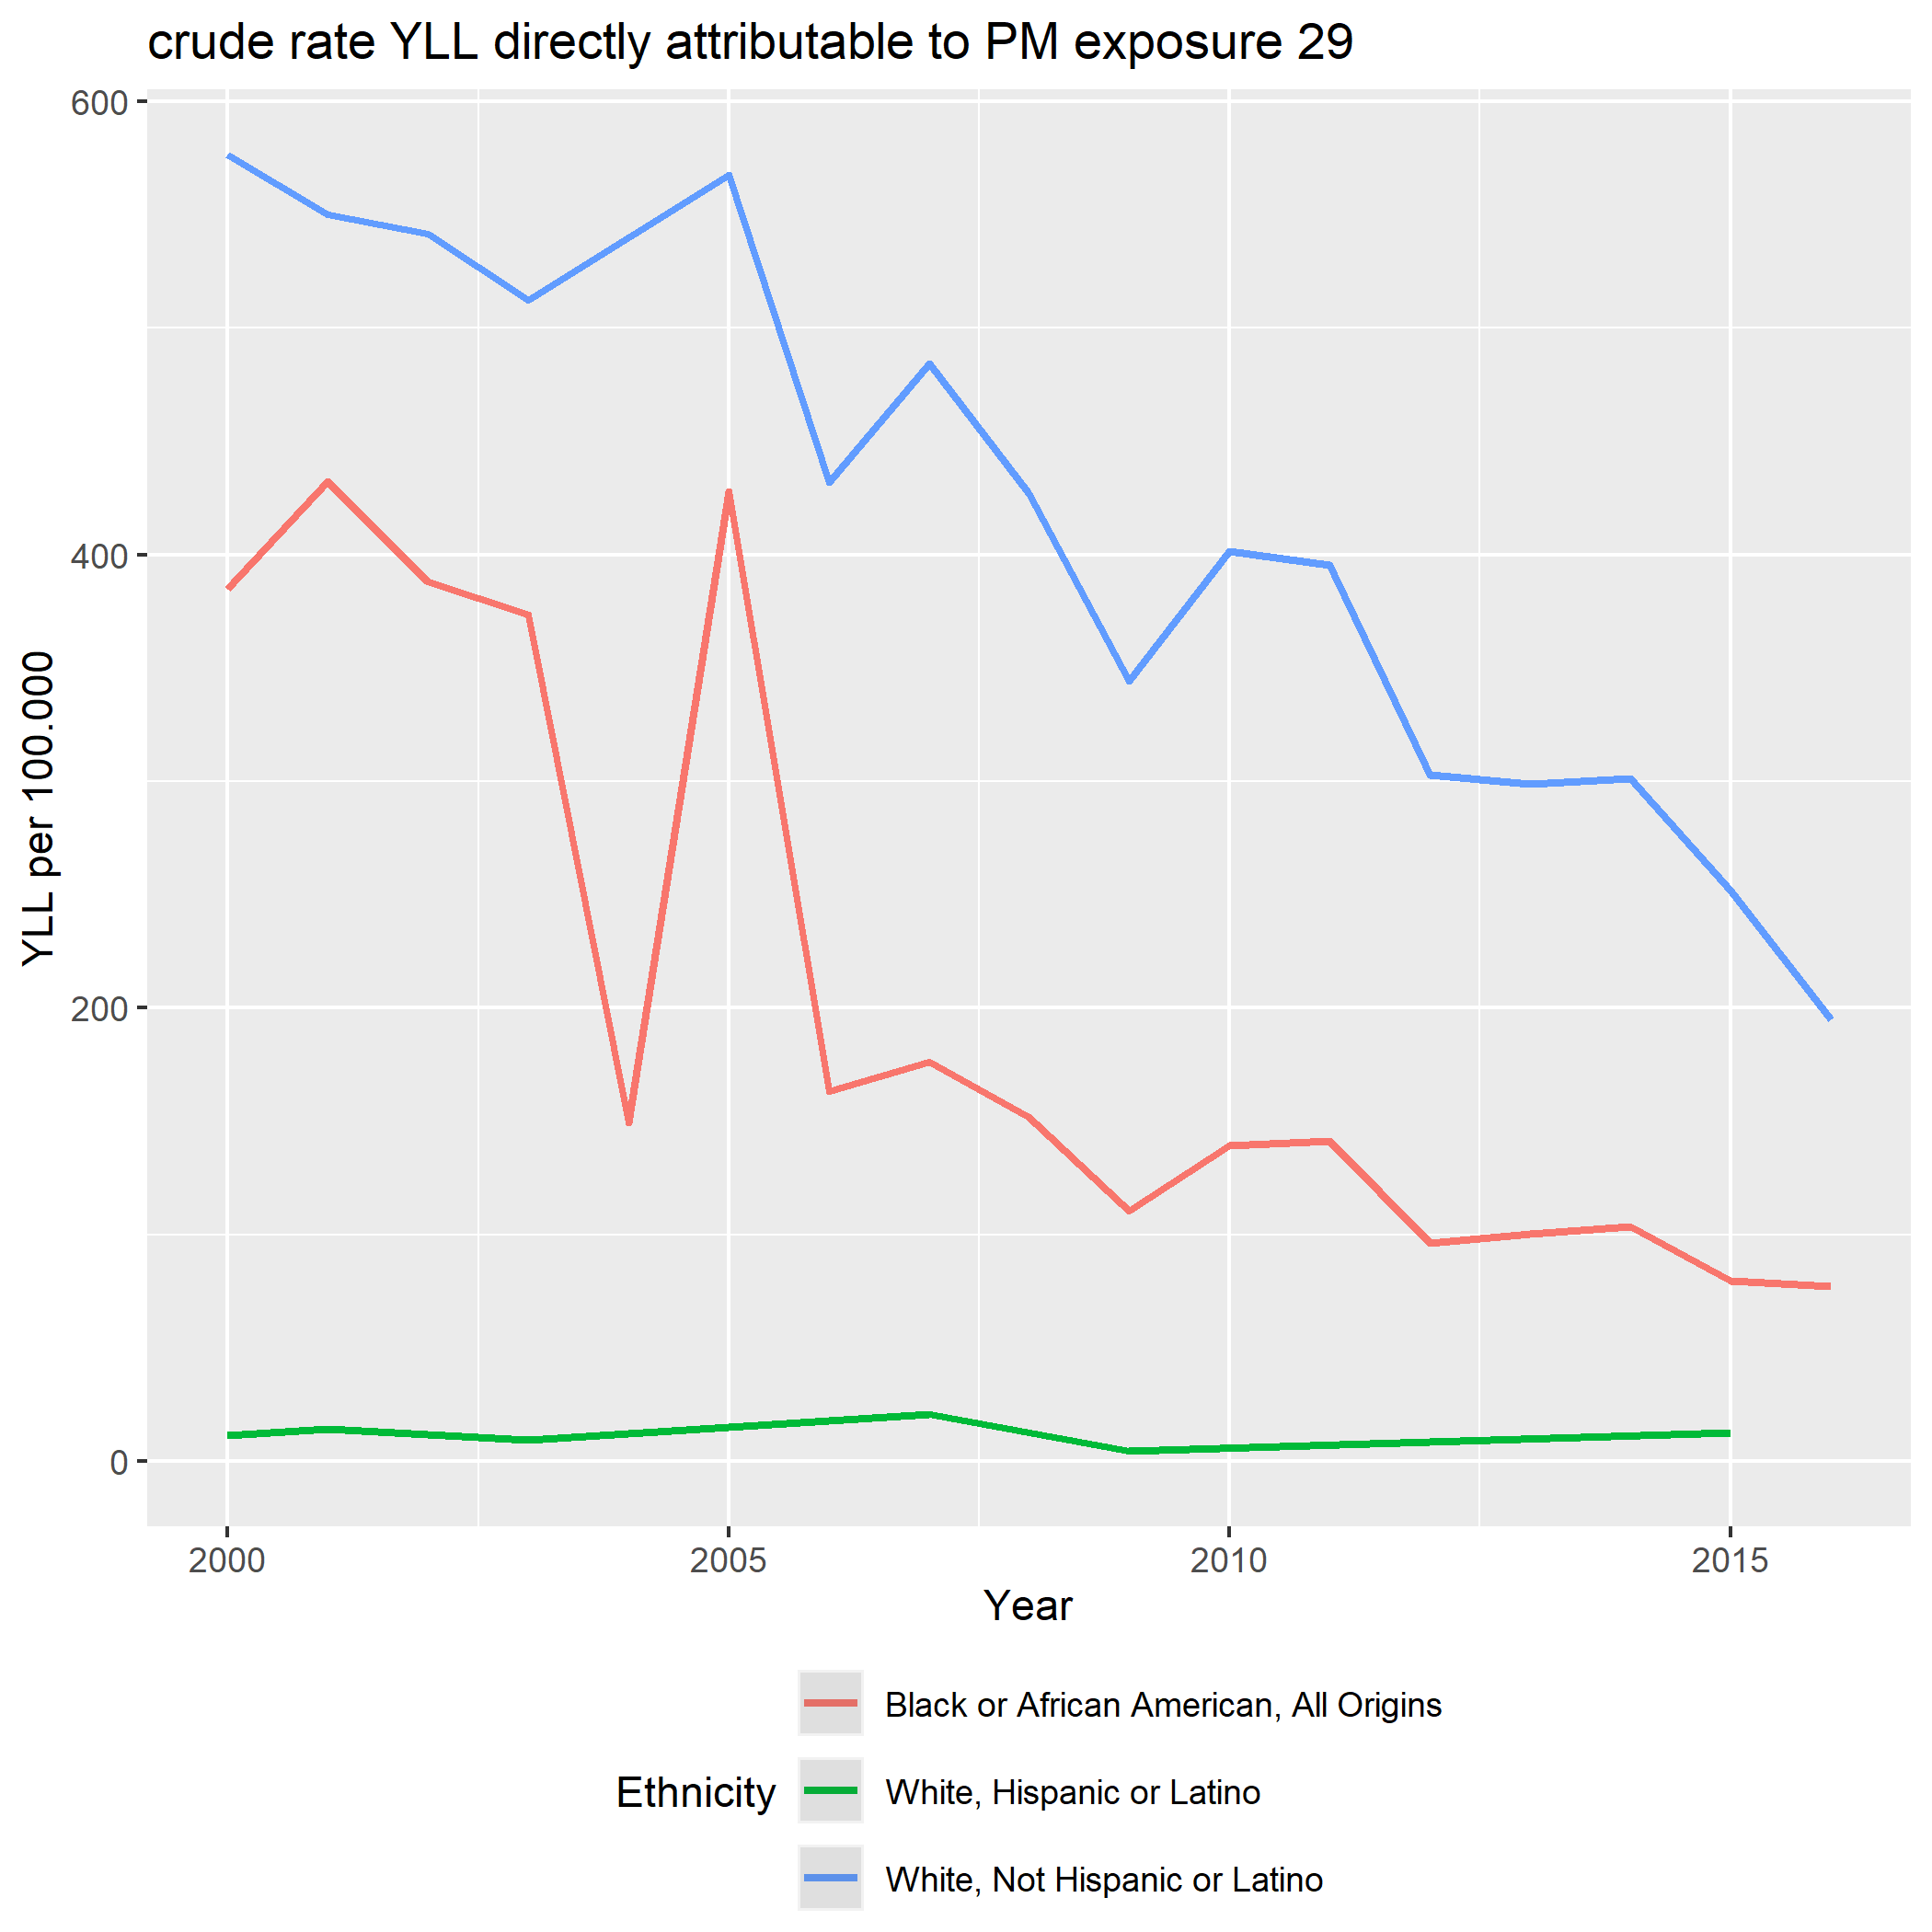 crude rate YLL directly attributable to PM exposure 29
600
400
200
0
YLL per 100.000
2000 2005 2010 2015
Year
Ethnicity
Black or African American, All Origins
White, Hispanic or Latino
White, Not Hispanic or Latino